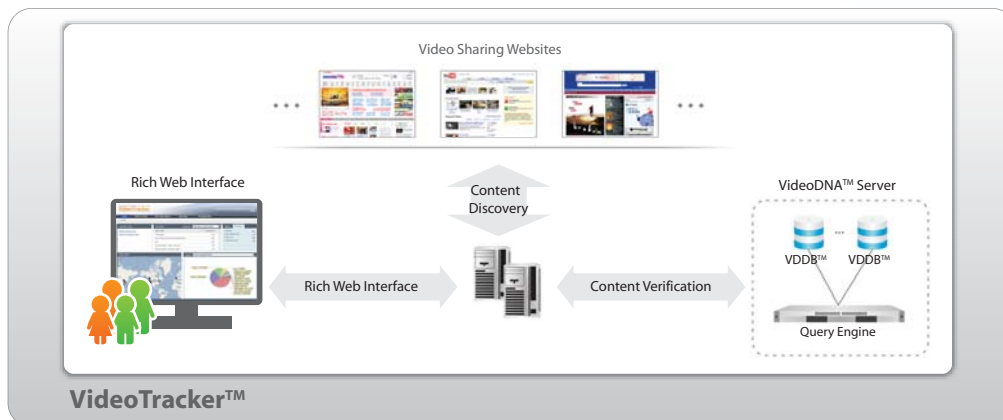 Video Sharing Websites
Rich Web Interface
VideoTracker
Content
Discovery
VideoDNA™ Server
...
VDDB™ VDDB™
Rich Web Interface
Content Verification
Query Engine
VideoTracker™